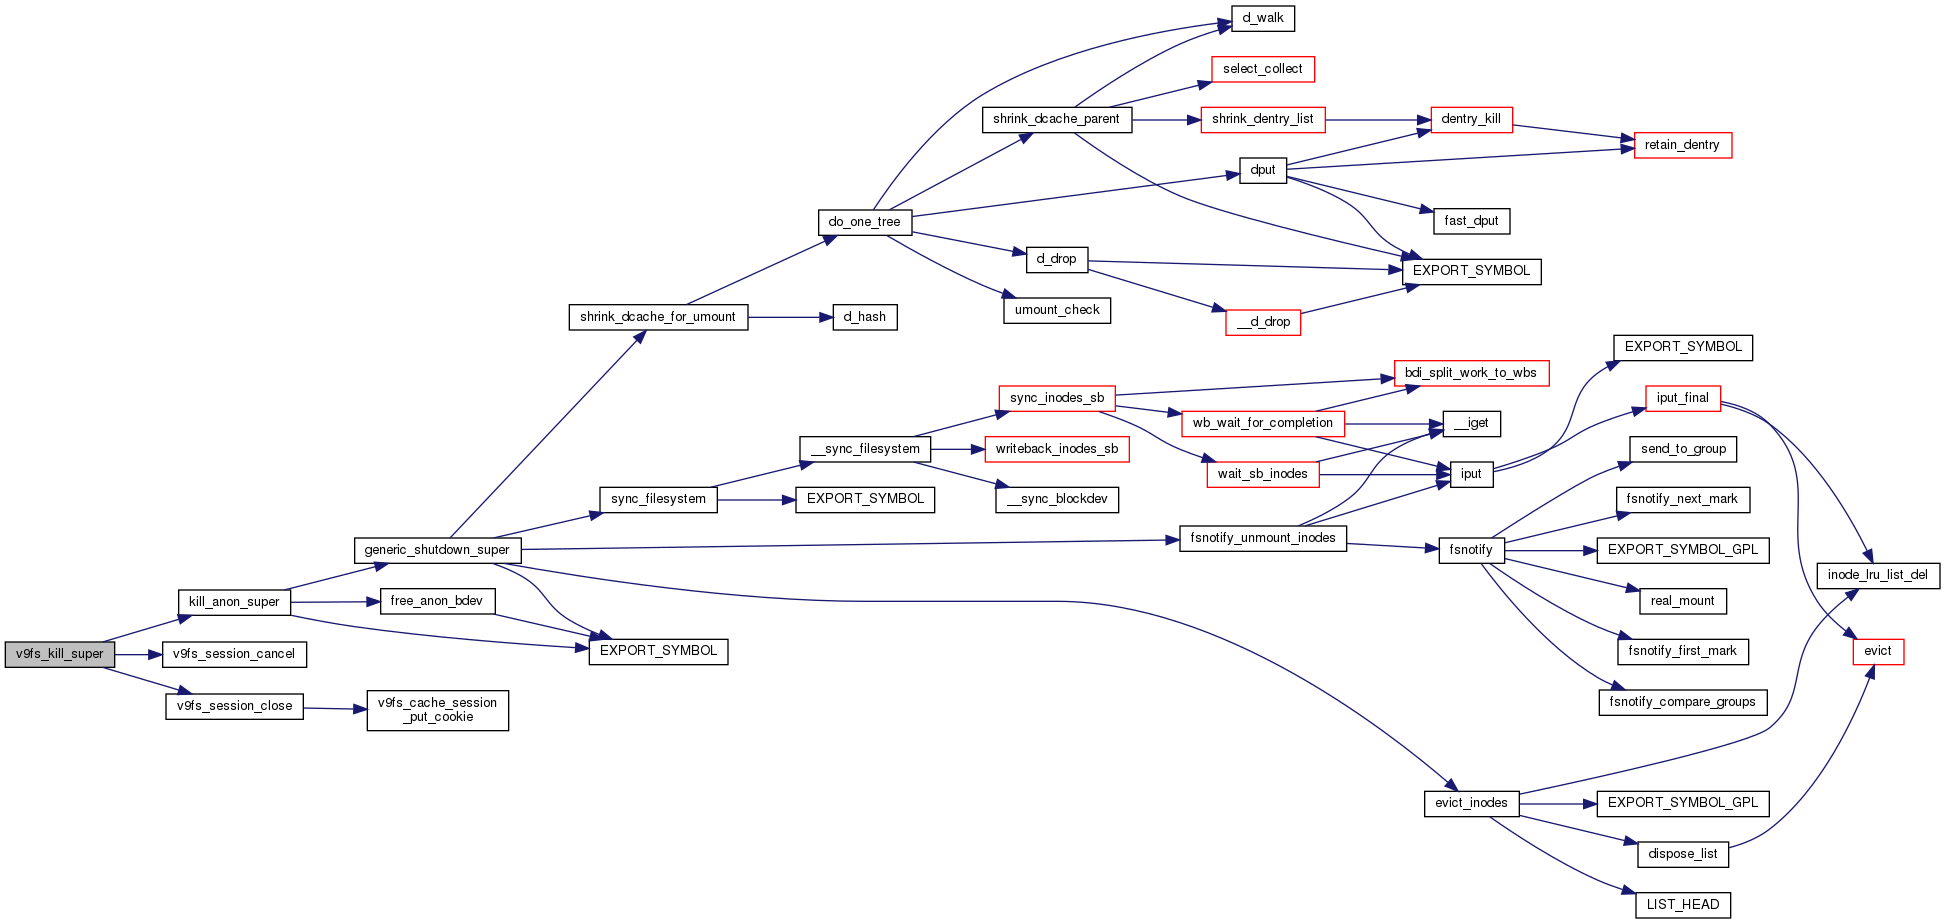 d_walk
select_collect
shrink_dcache_parent
shrink_dentry_list
dentry_kill
retain_dentry
dput
do_one_tree
fast_dput
d_drop
EXPORT_SYMBOL
umount_check
shrink_dcache_for_umount
d_hash
__d_drop
EXPORT_SYMBOL
bdi_split_work_to_wbs
sync_inodes_sb
iput_final
wb_wait_for_completion
__iget
__sync_filesystem
writeback_inodes_sb
send_to_group
wait_sb_inodes
iput
sync_filesystem
EXPORT_SYMBOL
__sync_blockdev
fsnotify_next_mark
fsnotify_unmount_inodes
generic_shutdown_super
fsnotify
EXPORT_SYMBOL_GPL
inode_lru_list_del
kill_anon_super
free_anon_bdev
real_mount
v9fs_kill_super
v9fs_session_cancel
EXPORT_SYMBOL
fsnotify_first_mark
evict
v9fs_session_close
v9fs_cache_session
_put_cookie
fsnotify_compare_groups
evict_inodes
EXPORT_SYMBOL_GPL
dispose_list
LIST_HEAD